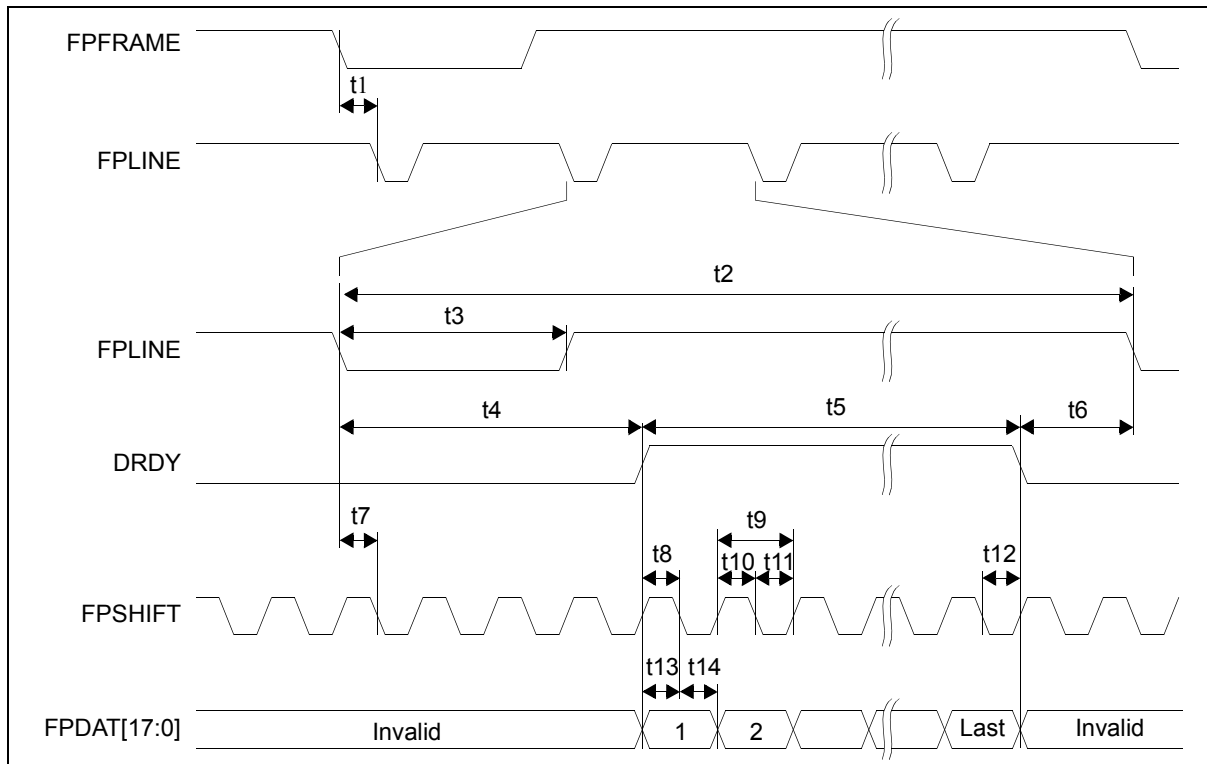 FPFRAME
t1
FPLINE
t2
t3
FPLINE
t4 t5 t6
DRDY
t7 t9
t8 t10 t11 t12
FPSHIFT
t13 t14
FPDAT[17:0] Invalid 1 2 Last Invalid